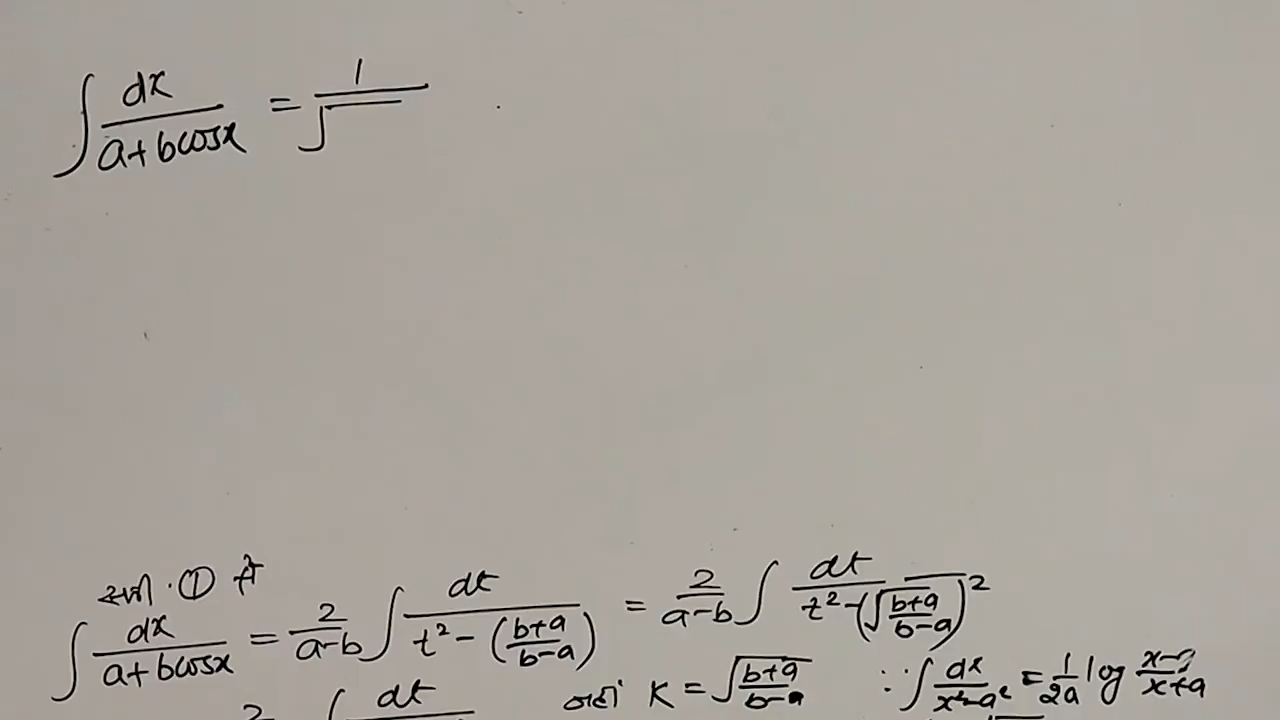 ∫ dx/(a+bcosx) = 1/√
समी. ① से
∫ dx/(a+bcosx) = 2/(a-b) ∫ dt/(t² - ((b+a)/(b-a))) = 2/(a-b) ∫ dt/(t² - (√((b+a)/(b-a)))²)
∫ dt जहाँ K = √((b+a)/(b-a)) ∵ ∫ dx/(x²-a²) = 1/2a log (x-a)/(x+a)